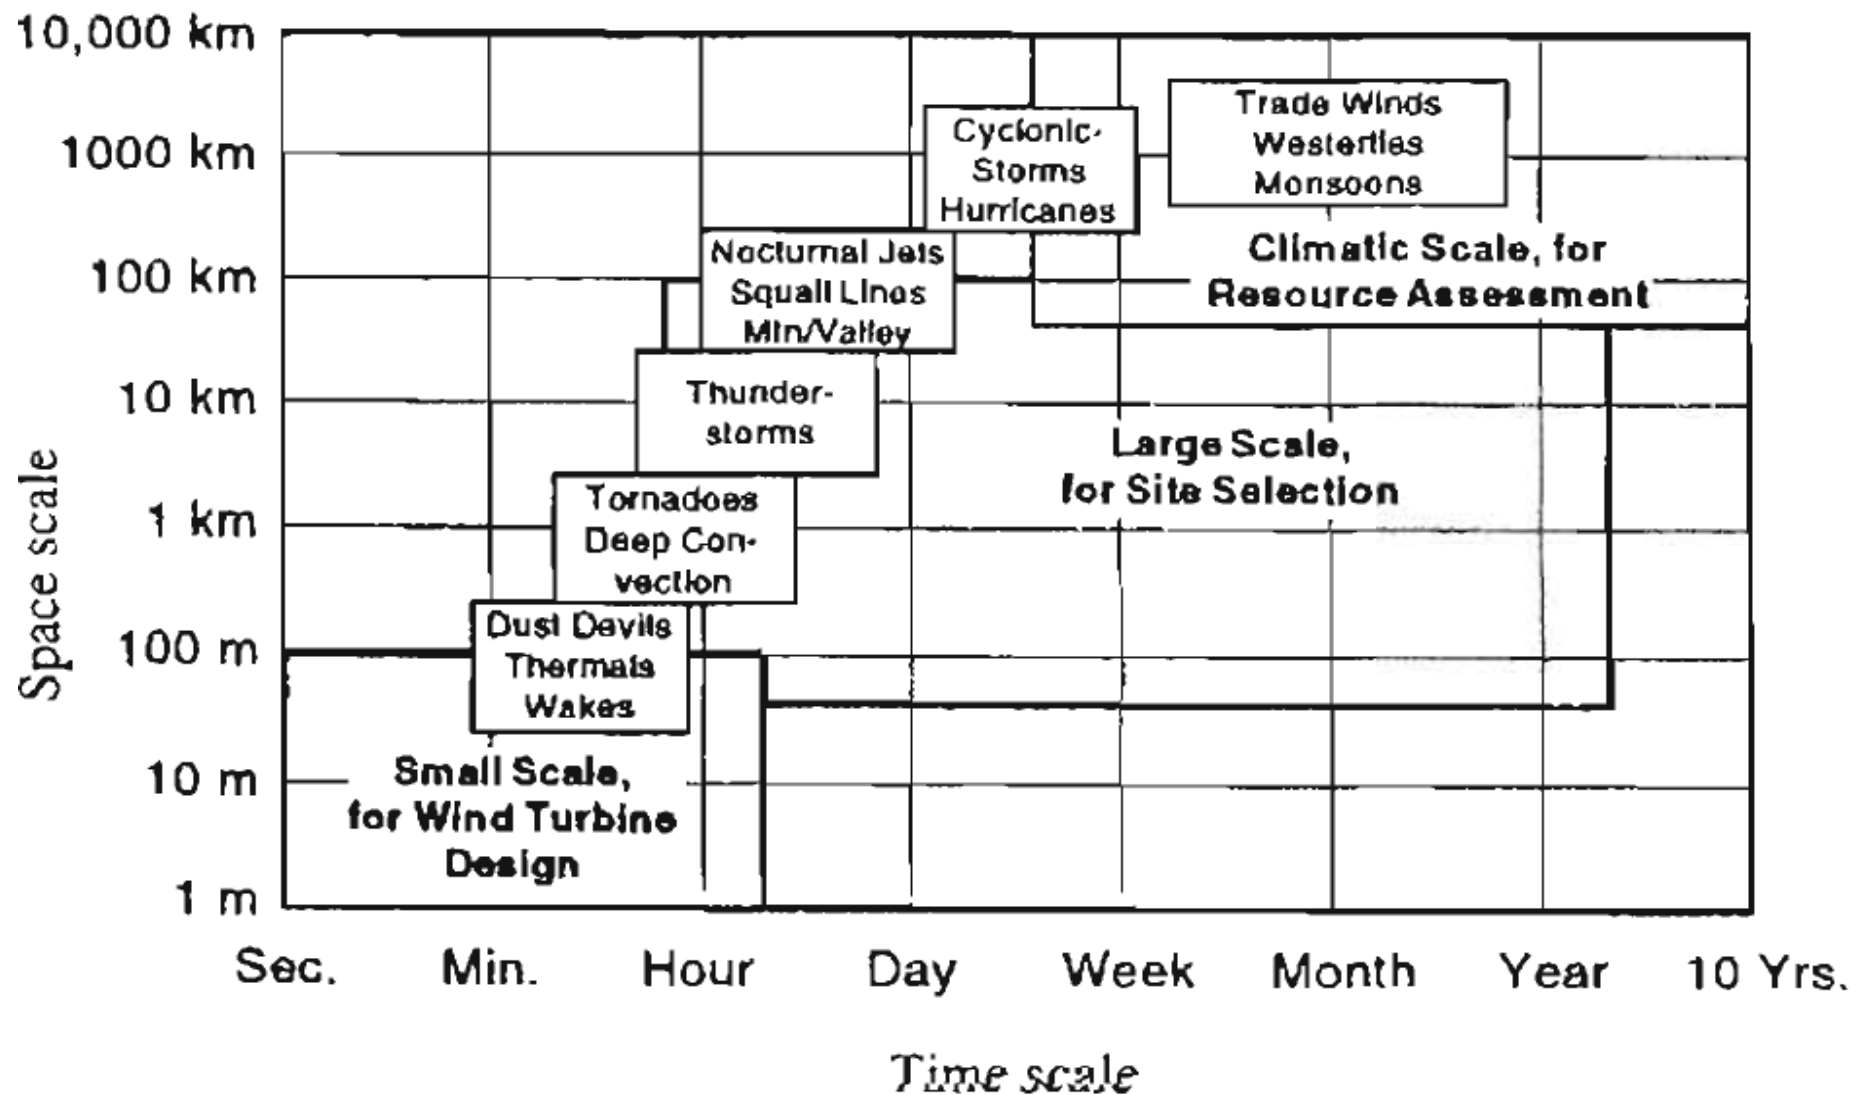 10,000 km
1000 km
100 km
10 km
1 km
100 m
10 m
1 m
Space scale
Cyclonic-
Storms
Hurricanes
Trade Winds
Westerlies
Monsoons
Nocturnal Jets
Squall Lines
Mtn/Valley
Climatic Scale, for
Resource Assessment
Thunder-
storms
Large Scale,
for Site Selection
Tornadoes
Deep Con-
vection
Dust Devils
Thermals
Wakes
Small Scale,
for Wind Turbine
Design
Sec. Min. Hour Day Week Month Year 10 Yrs.
Time scale